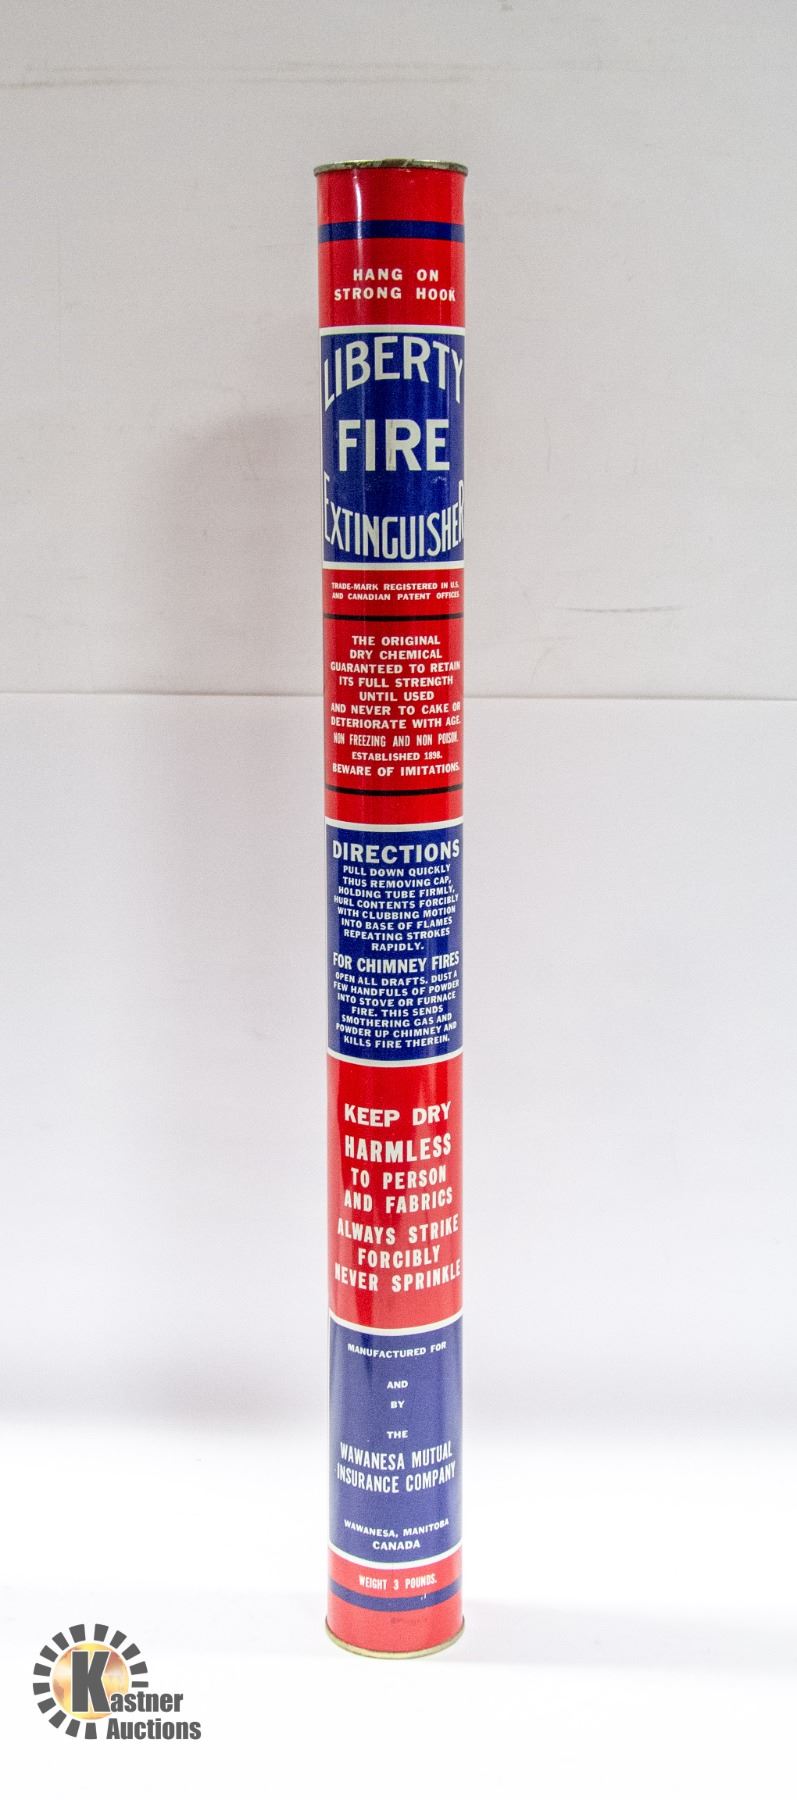 HANG ON
STRONG HOOK
LIBERTY
FIRE
EXTINGUISHER
TRADE-MARK REGISTERED IN U.S.
AND CANADIAN PATENT OFFICES
THE ORIGINAL
DRY CHEMICAL
GUARANTEED TO RETAIN
ITS FULL STRENGTH
UNTIL USED
AND NEVER TO CAKE OR
DETERIORATE WITH AGE.
NON FREEZING AND NON POISON.
ESTABLISHED 1898.
BEWARE OF IMITATIONS.
DIRECTIONS
PULL DOWN QUICKLY
THUS REMOVING CAP,
HOLDING TUBE FIRMLY,
HURL CONTENTS FORCIBLY
WITH CLUBBING MOTION
INTO BASE OF FLAMES
REPEATING STROKES
RAPIDLY.
FOR CHIMNEY FIRES
OPEN ALL DRAFTS. DUST A
FEW HANDFULS OF POWDER
INTO STOVE OR FURNACE
FIRE. THIS SENDS
SMOTHERING GAS AND
POWDER UP CHIMNEY AND
KILLS FIRE THEREIN.
KEEP DRY
HARMLESS
TO PERSON
AND FABRICS
ALWAYS STRIKE
FORCIBLY
NEVER SPRINKLE
MANUFACTURED FOR
AND
BY
THE
WAWANESA MUTUAL
INSURANCE COMPANY
WAWANESA, MANITOBA
CANADA
WEIGHT 3 POUNDS.
Kastner
Auctions